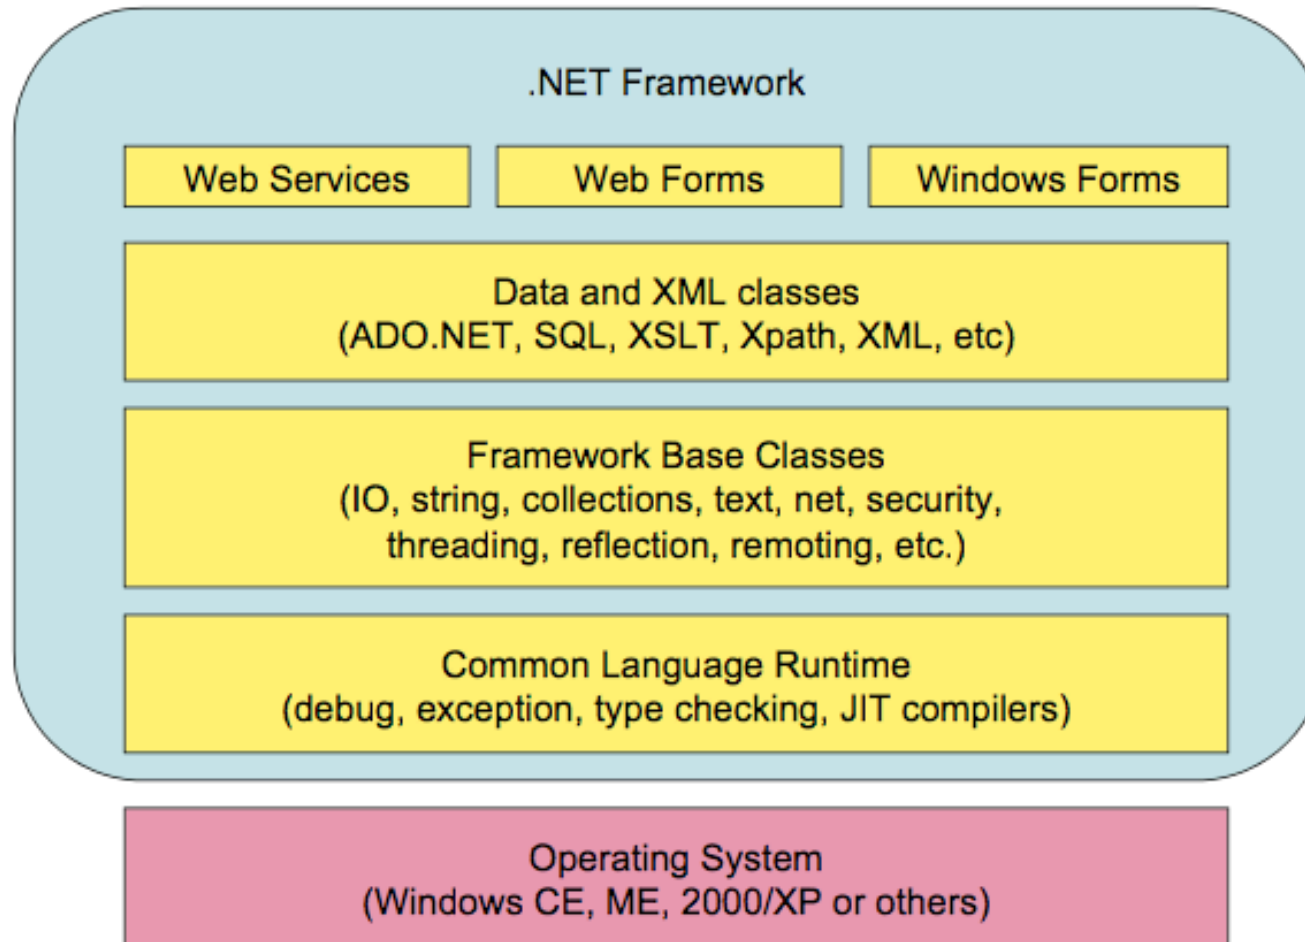 .NET Framework
Web Services
Web Forms
Windows Forms
Data and XML classes
(ADO.NET, SQL, XSLT, Xpath, XML, etc)
Framework Base Classes
(IO, string, collections, text, net, security,
threading, reflection, remoting, etc.)
Common Language Runtime
(debug, exception, type checking, JIT compilers)
Operating System
(Windows CE, ME, 2000/XP or others)